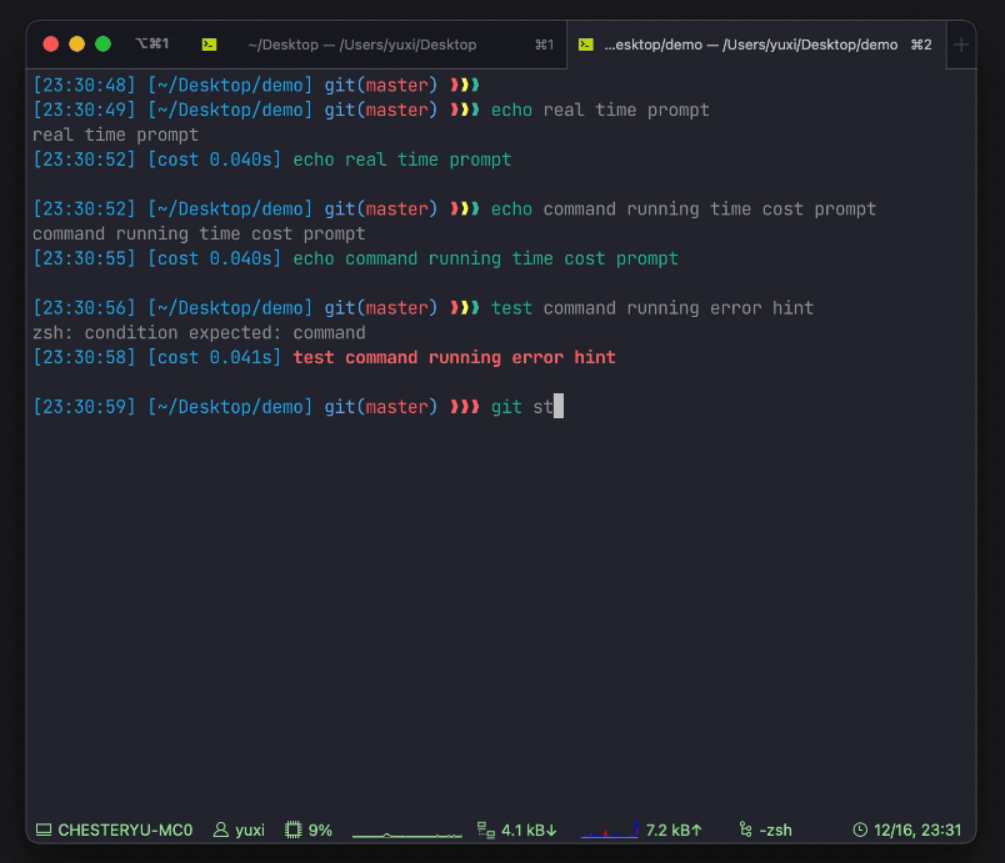 ⌥⌘1 ~/Desktop — /Users/yuxi/Desktop ⌘1 ...esktop/demo — /Users/yuxi/Desktop/demo ⌘2 +
[23:30:48] [~/Desktop/demo] git(master) ❱❱❱
[23:30:49] [~/Desktop/demo] git(master) ❱❱❱ echo real time prompt
real time prompt
[23:30:52] [cost 0.040s] echo real time prompt
[23:30:52] [~/Desktop/demo] git(master) ❱❱❱ echo command running time cost prompt
command running time cost prompt
[23:30:55] [cost 0.040s] echo command running time cost prompt
[23:30:56] [~/Desktop/demo] git(master) ❱❱❱ test command running error hint
zsh: condition expected: command
[23:30:58] [cost 0.041s] test command running error hint
[23:30:59] [~/Desktop/demo] git(master) ❱❱❱ git st
CHESTERYU-MC0 yuxi 9% 4.1 kB↓ 7.2 kB↑ -zsh 12/16, 23:31